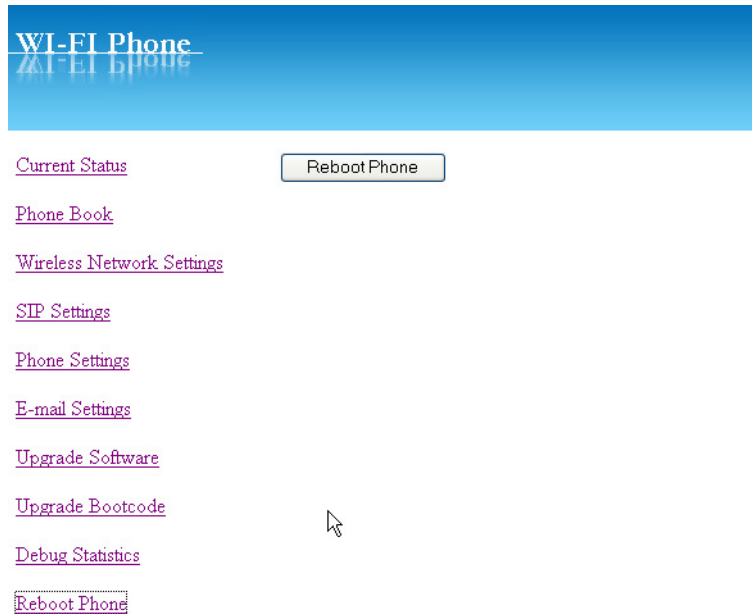 WI-FI Phone
Current Status
Reboot Phone
Phone Book
Wireless Network Settings
SIP Settings
Phone Settings
E-mail Settings
Upgrade Software
Upgrade Bootcode
Debug Statistics
Reboot Phone